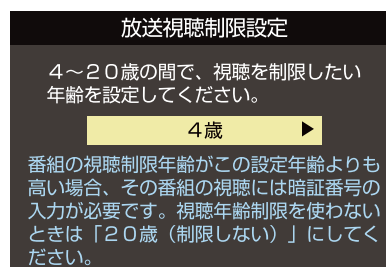 放送視聴制限設定
4〜20歳の間で、視聴を制限したい
年齢を設定してください。
4歳 ▶
番組の視聴制限年齢がこの設定年齢よりも
高い場合、その番組の視聴には暗証番号の
入力が必要です。視聴年齢制限を使わない
ときは「20歳（制限しない）」にしてく
ださい。